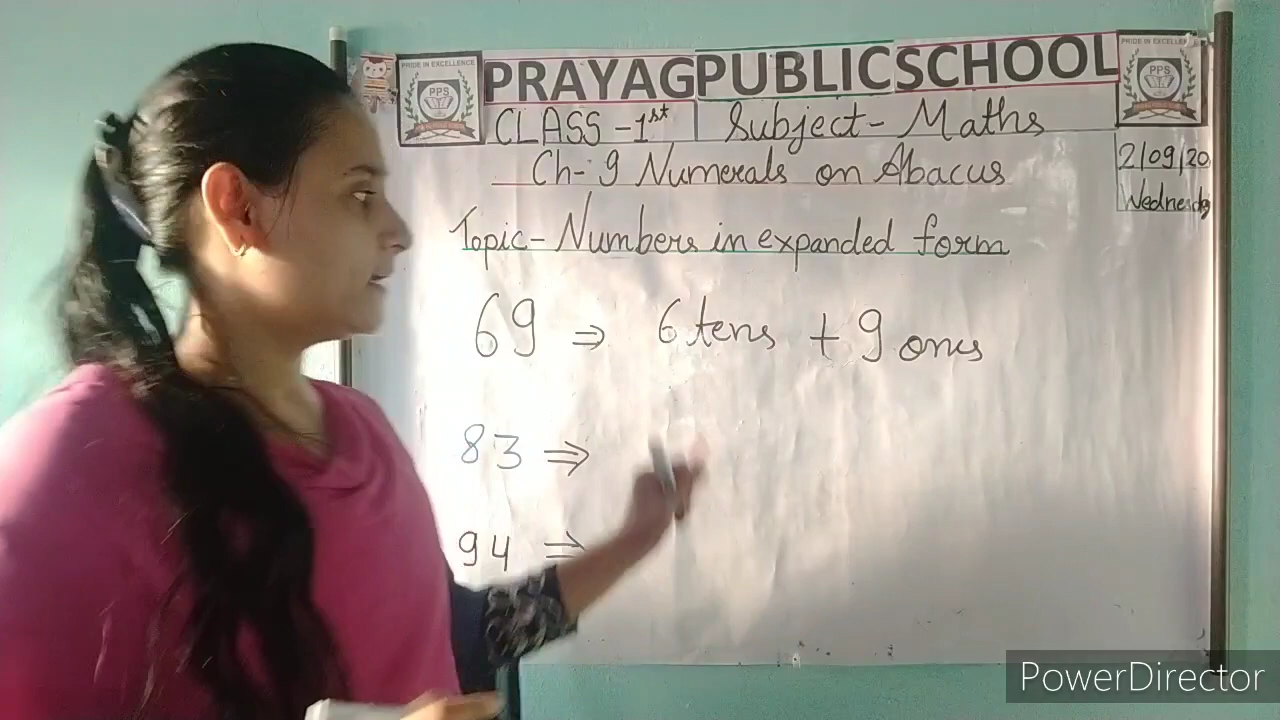 PRIDE IN EXCELLENCE
PPS
PRAYAG PUBLIC SCHOOL
PRIDE IN EXCELLENCE
PPS
CLASS - 1st Subject - Maths
Ch - 9 Numerals on Abacus
2/09/20
Wednesday
Topic - Numbers in expanded form
69 ⇒ 6 tens + 9 ones
83 ⇒
94 ⇒
PowerDirector